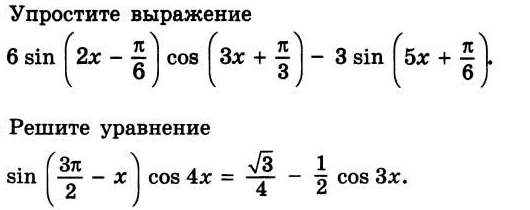 Упростите выражение
6 sin (2x − π/6) cos (3x + π/3) − 3 sin (5x + π/6).
Решите уравнение
sin (3π/2 − x) cos 4x = √3/4 − 1/2 cos 3x.